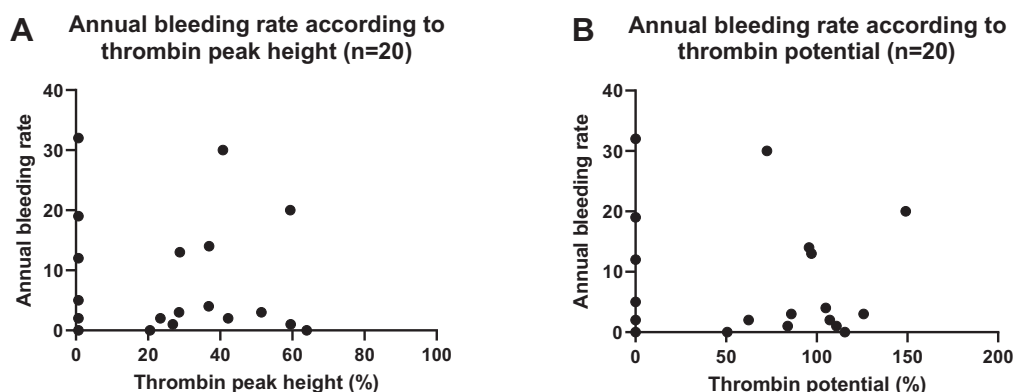 A
Annual bleeding rate according to
thrombin peak height (n=20)
Annual bleeding rate
40
30
20
10
0
0 20 40 60 80 100
Thrombin peak height (%)
B
Annual bleeding rate according to
thrombin potential (n=20)
Annual bleeding rate
40
30
20
10
0
0 50 100 150 200
Thrombin potential (%)